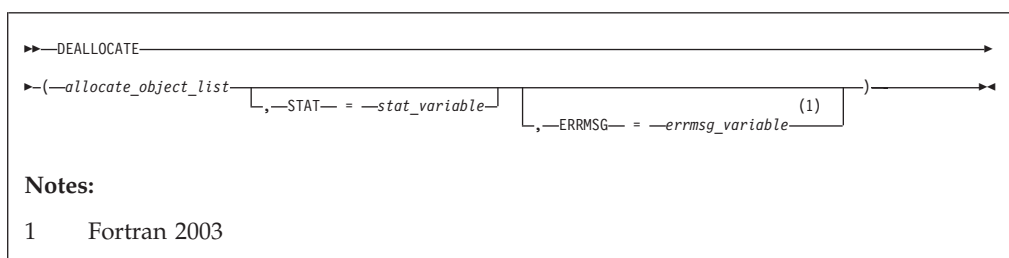 DEALLOCATE
( allocate_object_list ,STAT = stat_variable ,ERRMSG = errmsg_variable (1) )
Notes:
1 Fortran 2003